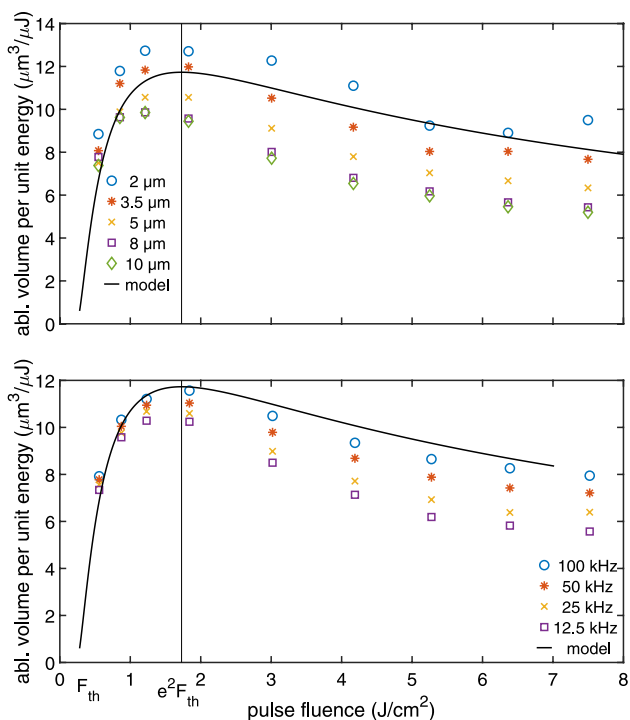 abl. volume per unit energy (μm³/μJ)
14
12
10
8
6
4
2
0
2 μm
3.5 μm
5 μm
8 μm
10 μm
model
abl. volume per unit energy (μm³/μJ)
12
10
8
6
4
2
0
100 kHz
50 kHz
25 kHz
12.5 kHz
model
0 1 2 3 4 5 6 7 8
F_th e²F_th
pulse fluence (J/cm²)